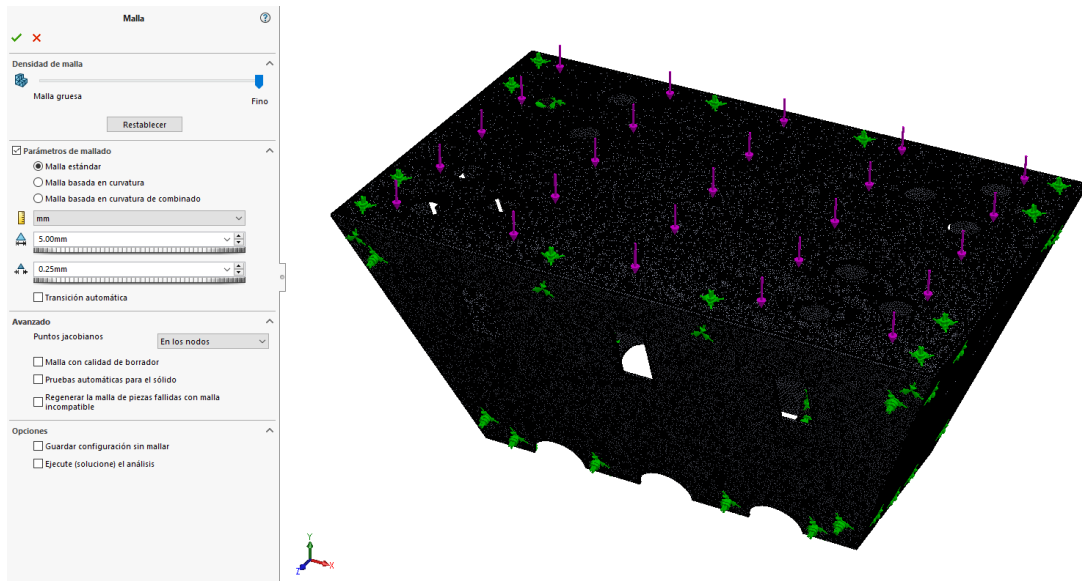 Malla
Densidad de malla
Malla gruesa
Fino
Restablecer
Parámetros de mallado
Malla estándar
Malla basada en curvatura
Malla basada en curvatura de combinado
mm
5.00mm
0.25mm
Transición automática
Avanzado
Puntos jacobianos
En los nodos
Malla con calidad de borrador
Pruebas automáticas para el sólido
Regenerar la malla de piezas fallidas con malla
incompatible
Opciones
Guardar configuración sin mallar
Ejecute (solucione) el análisis
Y
X
Z